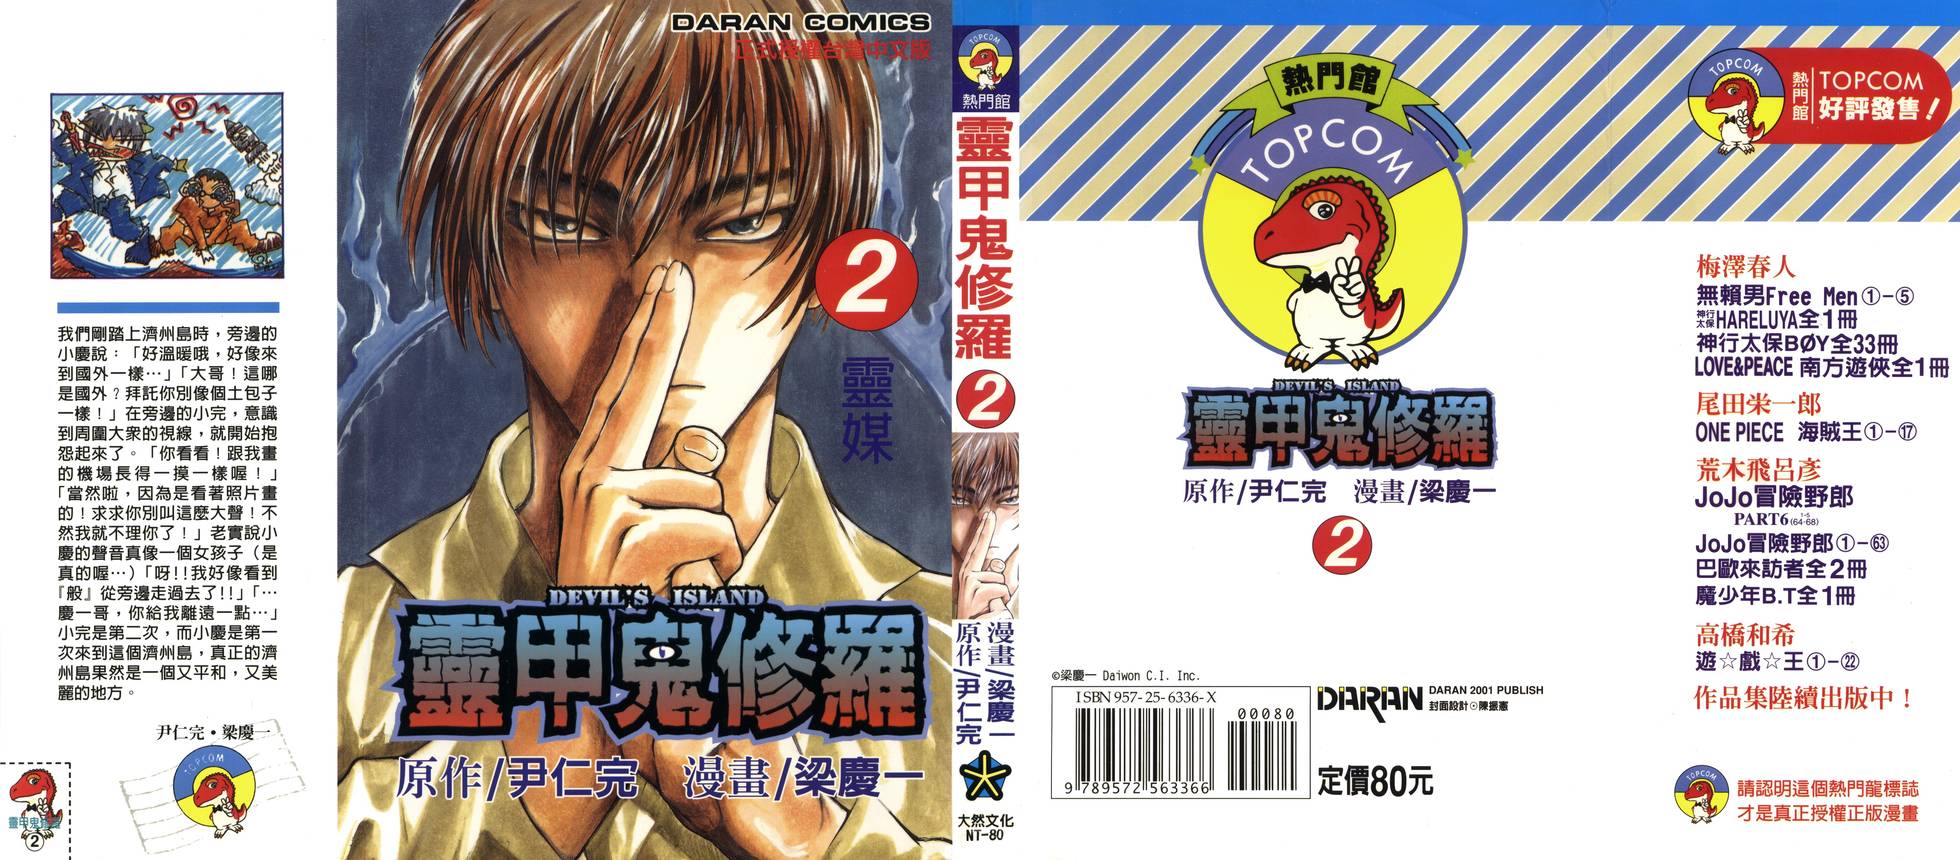 我們剛踏上濟州島時，旁邊的
小慶說：「好溫暖哦，好像來
到國外一樣…」「大哥！這哪
是國外？拜託你別像個土包子
一樣！」在旁邊的小完，意識
到周圍大衆的視線，就開始抱
怨起來了。「你看看！跟我畫
的機場長得一摸一樣喔！」
「當然啦，因為是看著照片畫
的！求求你別叫這麼大聲！不
然我就不理你了！」老實說小
慶的聲音真像一個女孩子（是
真的喔…）「呀!!我好像看到
『般』從旁邊走過去了!!」「…
慶一哥，你給我離遠一點…」
小完是第二次，而小慶是第一
次來到這個濟州島，真正的濟
州島果然是一個又平和，又美
麗的地方。
尹仁完・梁慶一
TOPCOM
靈甲鬼修羅
2
DARAN COMICS
正式授權台灣中文版
2
靈媒
DEVIL'S ISLAND
靈甲鬼修羅
原作/尹仁完　漫畫/梁慶一
TOPCOM
熱門館
靈甲鬼修羅
2
漫畫/梁慶一
原作/尹仁完
大然文化
NT-80
熱門館
TOPCOM
DEVIL'S ISLAND
靈甲鬼修羅
原作/尹仁完　漫畫/梁慶一
2
©梁慶一 Daiwon C.I. Inc.
ISBN 957-25-6336-X
00080
9 789572 563366
DARAN
DARAN 2001 PUBLISH
封面設計⊙陳振憲
定價80元
TOPCOM
熱門館
TOPCOM
好評發售！
梅澤春人
無賴男Free Men①-⑤
神行太保HARELUYA全1冊
神行太保BØY全33冊
LOVE&PEACE 南方遊俠全1冊
尾田栄一郎
ONE PIECE 海賊王①-⑰
荒木飛呂彥
JoJo冒險野郎
PART6 1-5 (64-68)
JoJo冒險野郎①-63
巴歐來訪者全2冊
魔少年B.T全1冊
高橋和希
遊☆戲☆王①-㉒
作品集陸續出版中！
TOPCOM
請認明這個熱門龍標誌
才是真正授權正版漫畫